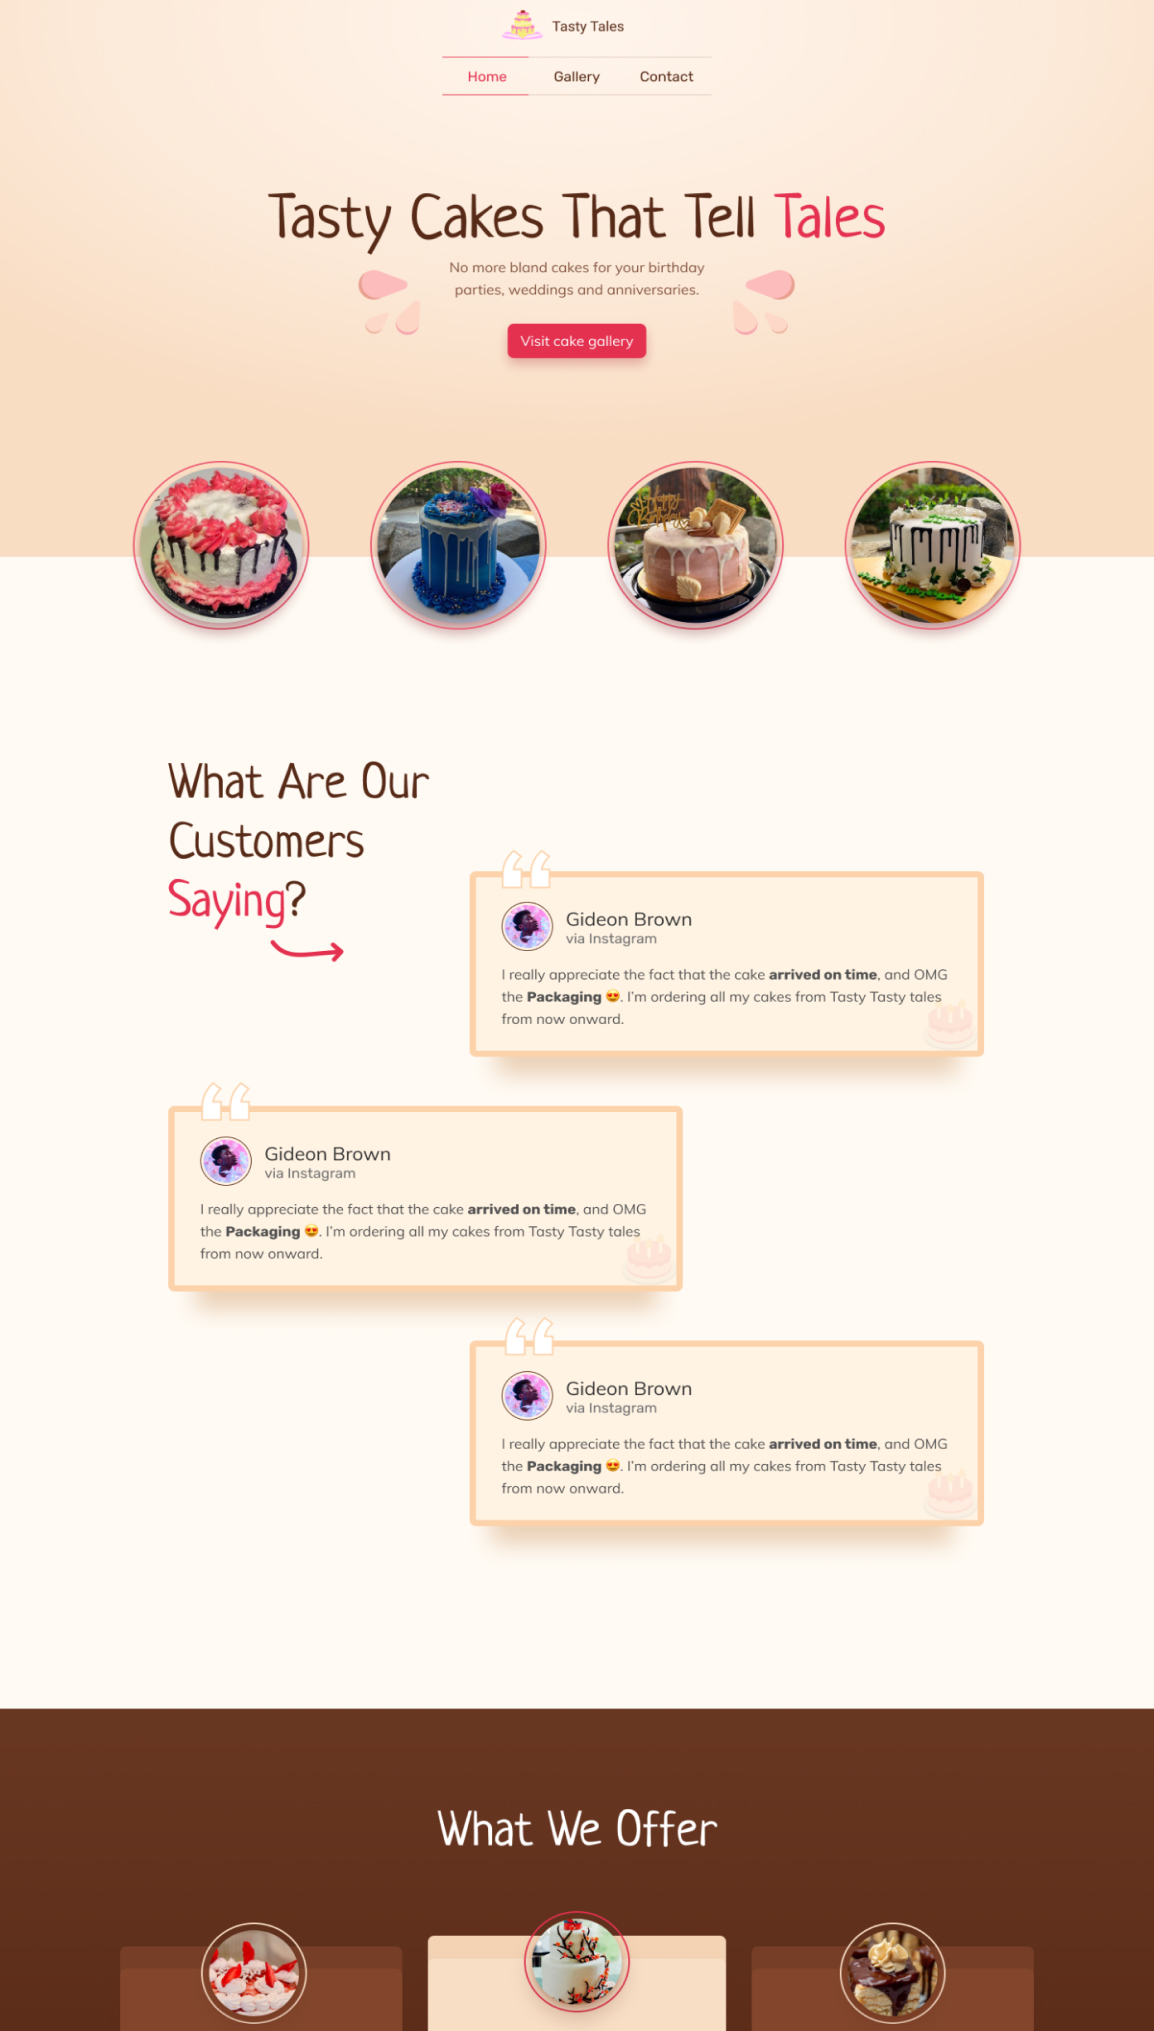 Tasty Tales
Home Gallery Contact
Tasty Cakes That Tell Tales
No more bland cakes for your birthday
parties, weddings and anniversaries.
Visit cake gallery
Happy
Birthday
What Are Our
Customers
Saying?
Gideon Brown
via Instagram
I really appreciate the fact that the cake arrived on time, and OMG
the Packaging 😍. I'm ordering all my cakes from Tasty Tasty tales
from now onward.
Gideon Brown
via Instagram
I really appreciate the fact that the cake arrived on time, and OMG
the Packaging 😍. I'm ordering all my cakes from Tasty Tasty tales
from now onward.
Gideon Brown
via Instagram
I really appreciate the fact that the cake arrived on time, and OMG
the Packaging 😍. I'm ordering all my cakes from Tasty Tasty tales
from now onward.
What We Offer